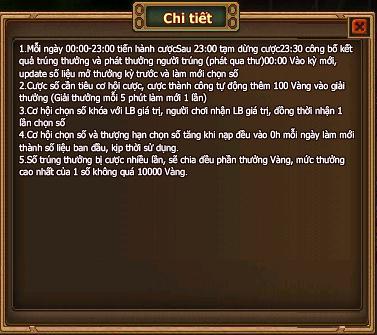 Chi tiết
1.Mỗi ngày 00:00-23:00 tiến hành cượcSau 23:00 tạm dừng cược23:30 công bố kết
quả trúng thưởng và phát thưởng người trúng (phát qua thư)00:00 Vào kỳ mới,
update số liệu mở thưởng kỳ trước và làm mới chọn số
2.Cược số cần tiêu cơ hội cược, cược thành công tự động thêm 100 Vàng vào giải
thưởng (Giải thưởng mỗi 5 phút làm mới 1 lần)
3.Cơ hội chọn số khóa với LB giá trị, người chơi nhận LB giá trị, đồng thời nhận 1
lần chọn số
4.Cơ hội chọn số và thượng hạn chọn số tăng khi nạp đều vào 0h mỗi ngày làm mới
thành số liệu ban đầu, kịp thời sử dụng.
5.Số trúng thưởng bị cược nhiều lần, sẽ chia đều phần thưởng Vàng, mức thưởng
cao nhất của 1 số không quá 10000 Vàng.